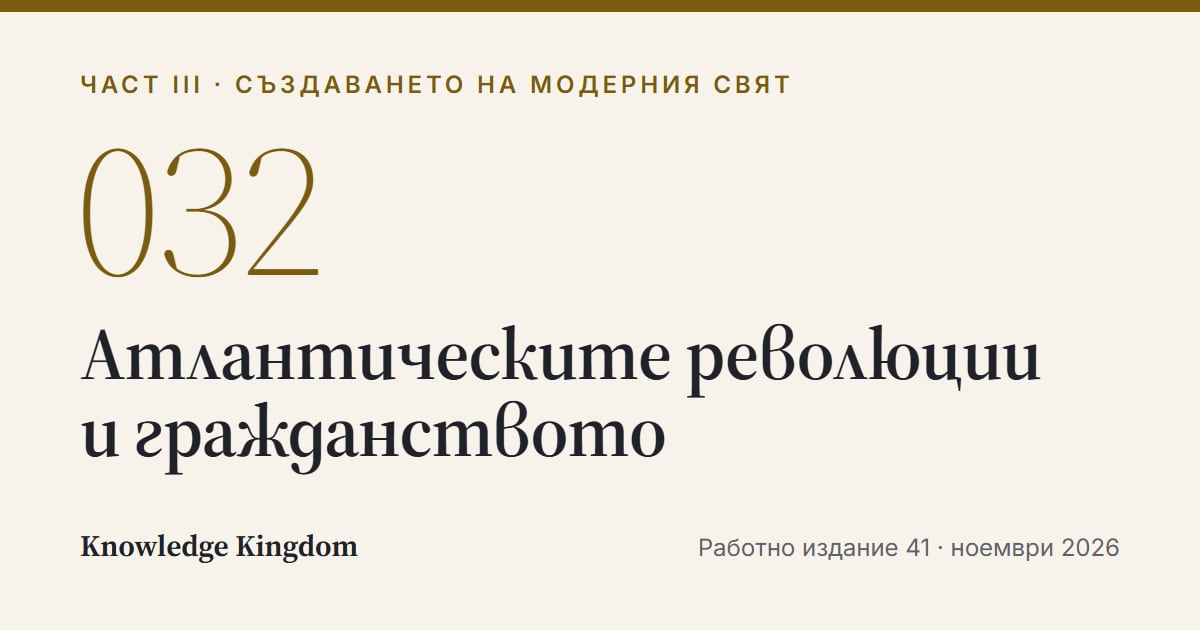 ЧАСТ III · СЪЗДАВАНЕТО НА МОДЕРНИЯ СВЯТ
032
Атлантическите революции
и гражданството
Knowledge Kingdom
Работно издание 41 · ноември 2026